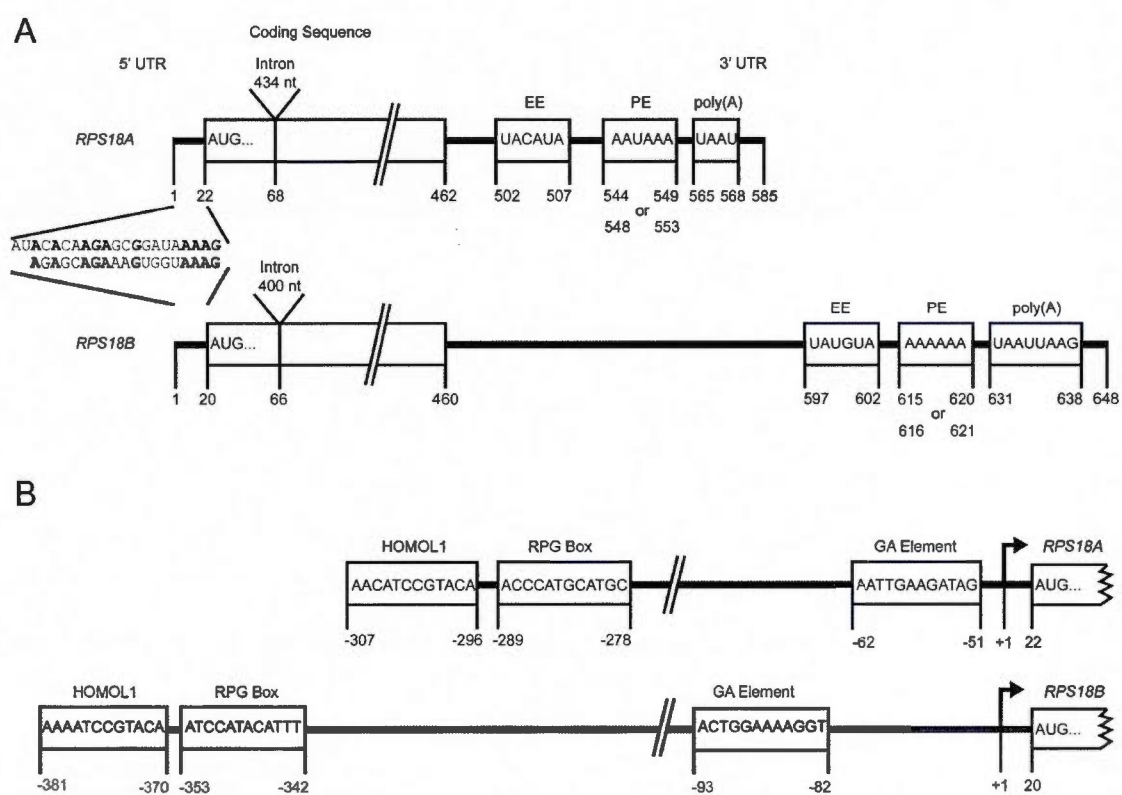 A
Coding Sequence
5' UTR
Intron
434 nt
3' UTR
EE
PE
poly(A)
RPS18A
AUG...
UACAUA
AAUAAA
UAAU
1
22
68
462
502
507
544
549
565
568
585
or
548
553
AUACACAAGAGCGGAUAAAAG
AGAGCAGAAAGUGGUAAAG
Intron
400 nt
EE
PE
poly(A)
RPS18B
AUG...
UAUGUA
AAAAAA
UAAUUAAG
1
20
66
460
597
602
615
620
631
638
648
or
616
621
B
HOMOL1
RPG Box
GA Element
RPS18A
AACATCCGTACA
ACCCATGCATGC
AATTGAAGATAG
AUG...
-307
-296
-289
-278
-62
-51
+1
22
HOMOL1
RPG Box
GA Element
RPS18B
AAAATCCGTACA
ATCCATACATTT
ACTGGAAAAGGT
AUG...
-381
-370
-353
-342
-93
-82
+1
20